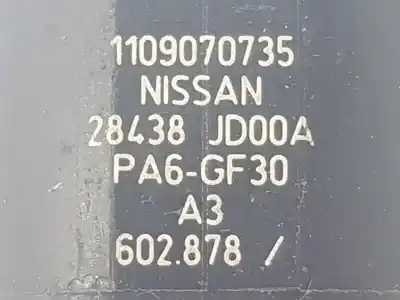 1109070735
NISSAN
28438 JD00A
PA6-GF30
A3
602.878 /